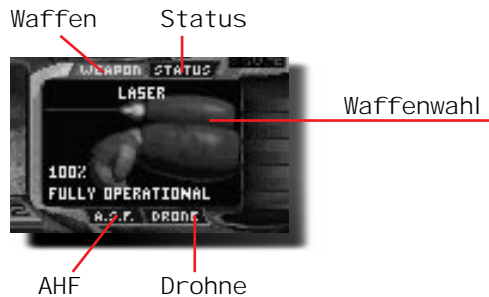 Waffen Status
WEAPON STATUS
LASER
Waffenwahl
100%
FULLY OPERATIONAL
A.S.F. DRONE
AHF Drohne